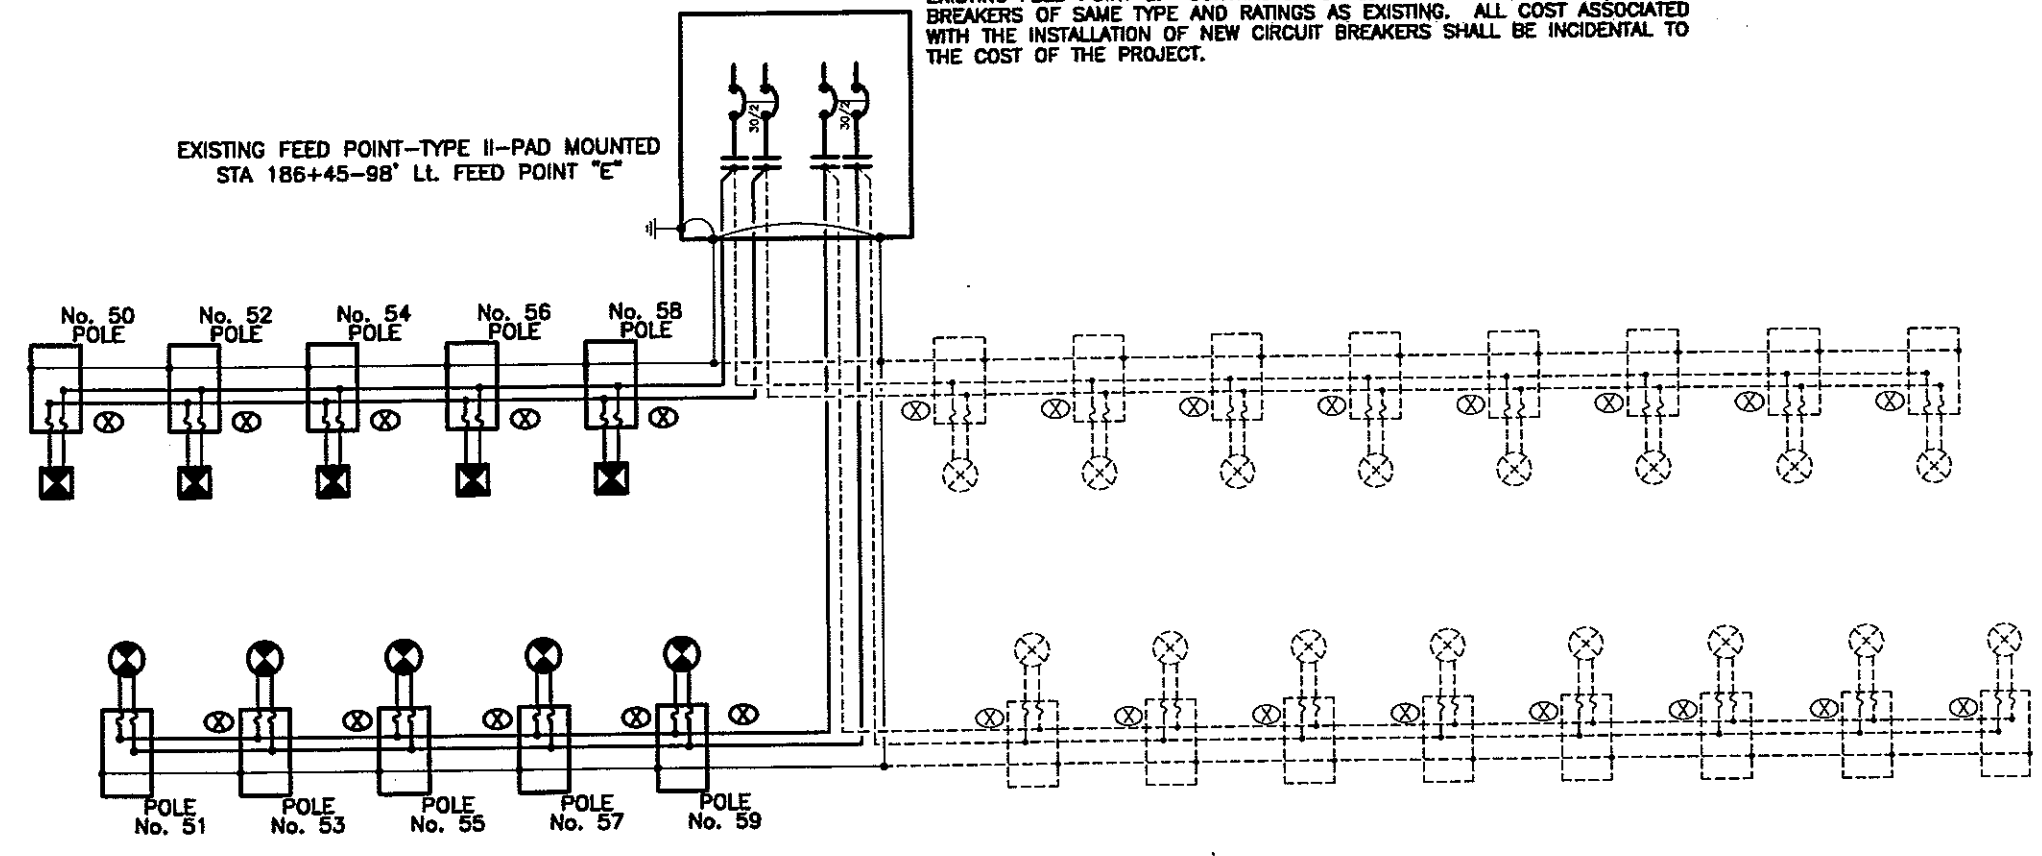 BREAKERS OF SAME TYPE AND RATINGS AS EXISTING. ALL COST ASSOCIATED
WITH THE INSTALLATION OF NEW CIRCUIT BREAKERS SHALL BE INCIDENTAL TO
THE COST OF THE PROJECT.
30/2 30/2
EXISTING FEED POINT-TYPE II-PAD MOUNTED
STA 186+45-98' Lt. FEED POINT "E"
No. 50 No. 52 No. 54 No. 56 No. 58
POLE POLE POLE POLE POLE
X X X X X X X X X X X X X
X X X X X X X X X X X X X
POLE POLE POLE POLE POLE
No. 51 No. 53 No. 55 No. 57 No. 59